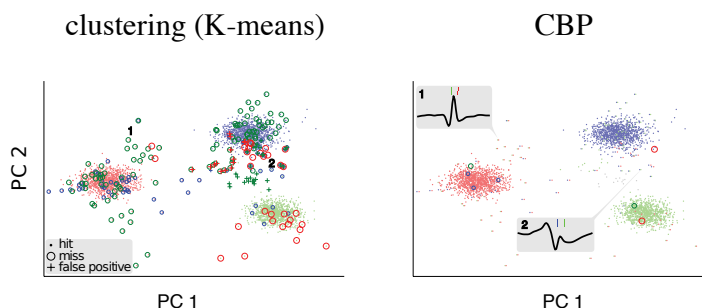 clustering (K-means)
CBP
1
2
PC 2
hit
miss
false positive
PC 1
1
2
PC 1